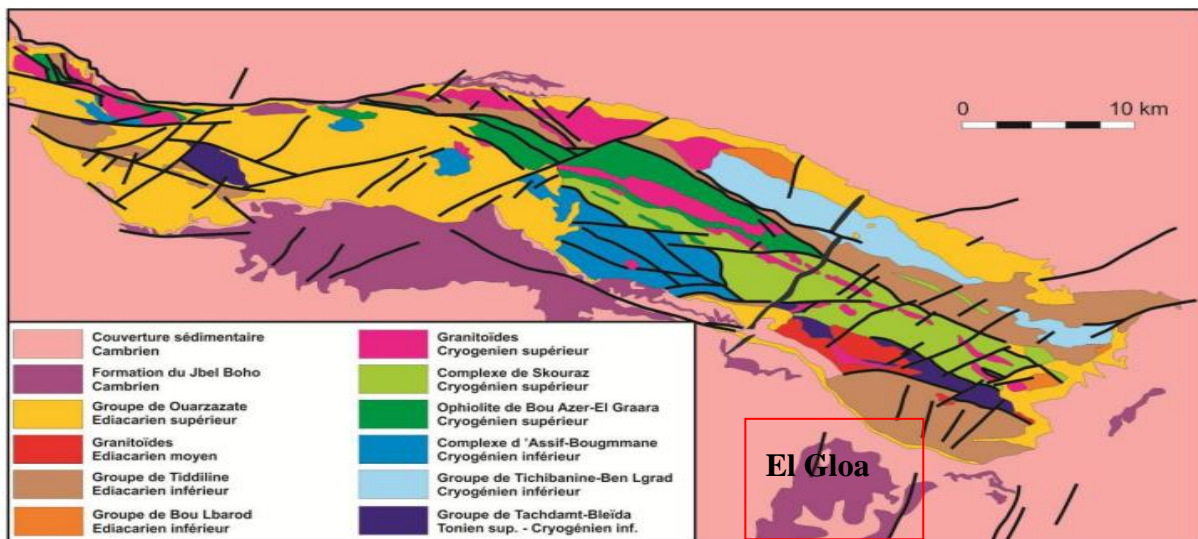 0 10 km
Couverture sédimentaire
Cambrien
Formation du Jbel Boho
Cambrien
Groupe de Ouarzazate
Ediacarien supérieur
Granitoïdes
Ediacarien moyen
Groupe de Tiddiline
Ediacarien inférieur
Groupe de Bou Lbarod
Ediacarien inférieur
Granitoïdes
Cryogenien supérieur
Complexe de Skouraz
Cryogénien supérieur
Ophiolite de Bou Azer-El Graara
Cryogénien supérieur
Complexe d 'Assif-Bougmmane
Cryogénien inférieur
Groupe de Tichibanine-Ben Lgrad
Cryogénien inférieur
Groupe de Tachdamt-Bleïda
Tonien sup. - Cryogénien inf.
El Gloa